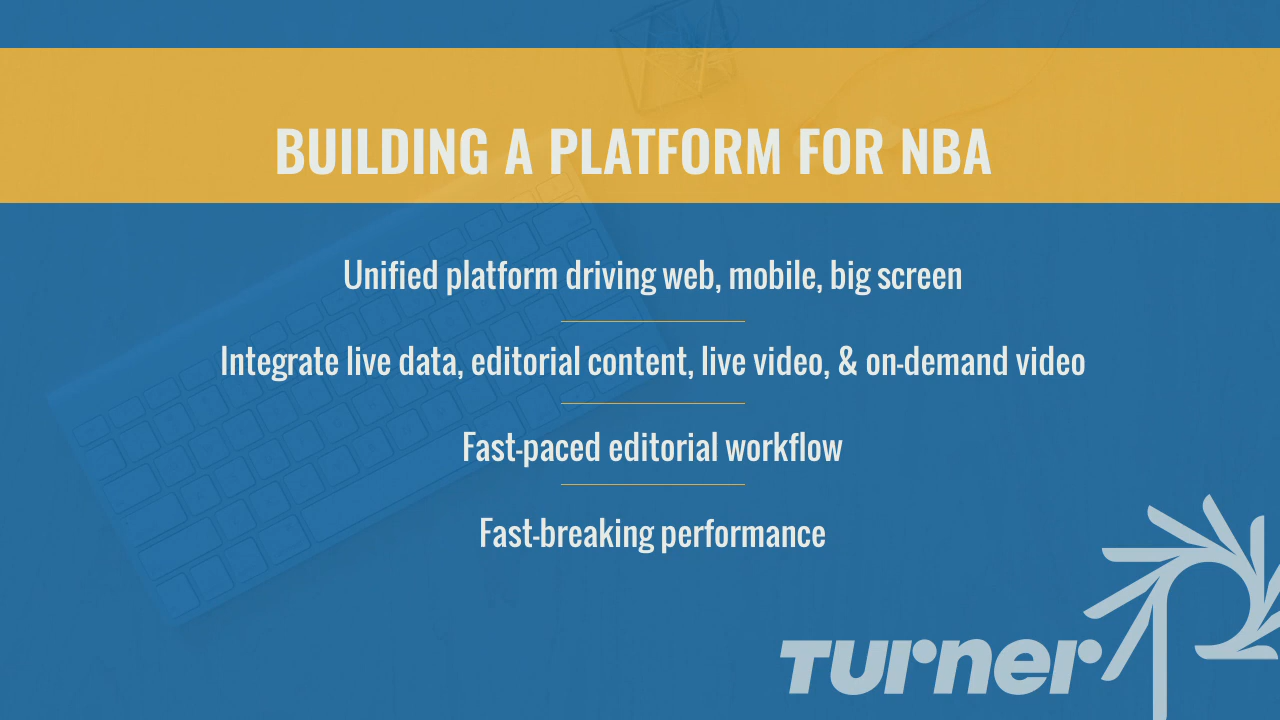 BUILDING A PLATFORM FOR NBA
Unified platform driving web, mobile, big screen
Integrate live data, editorial content, live video, & on-demand video
Fast-paced editorial workflow
Fast-breaking performance
Turner